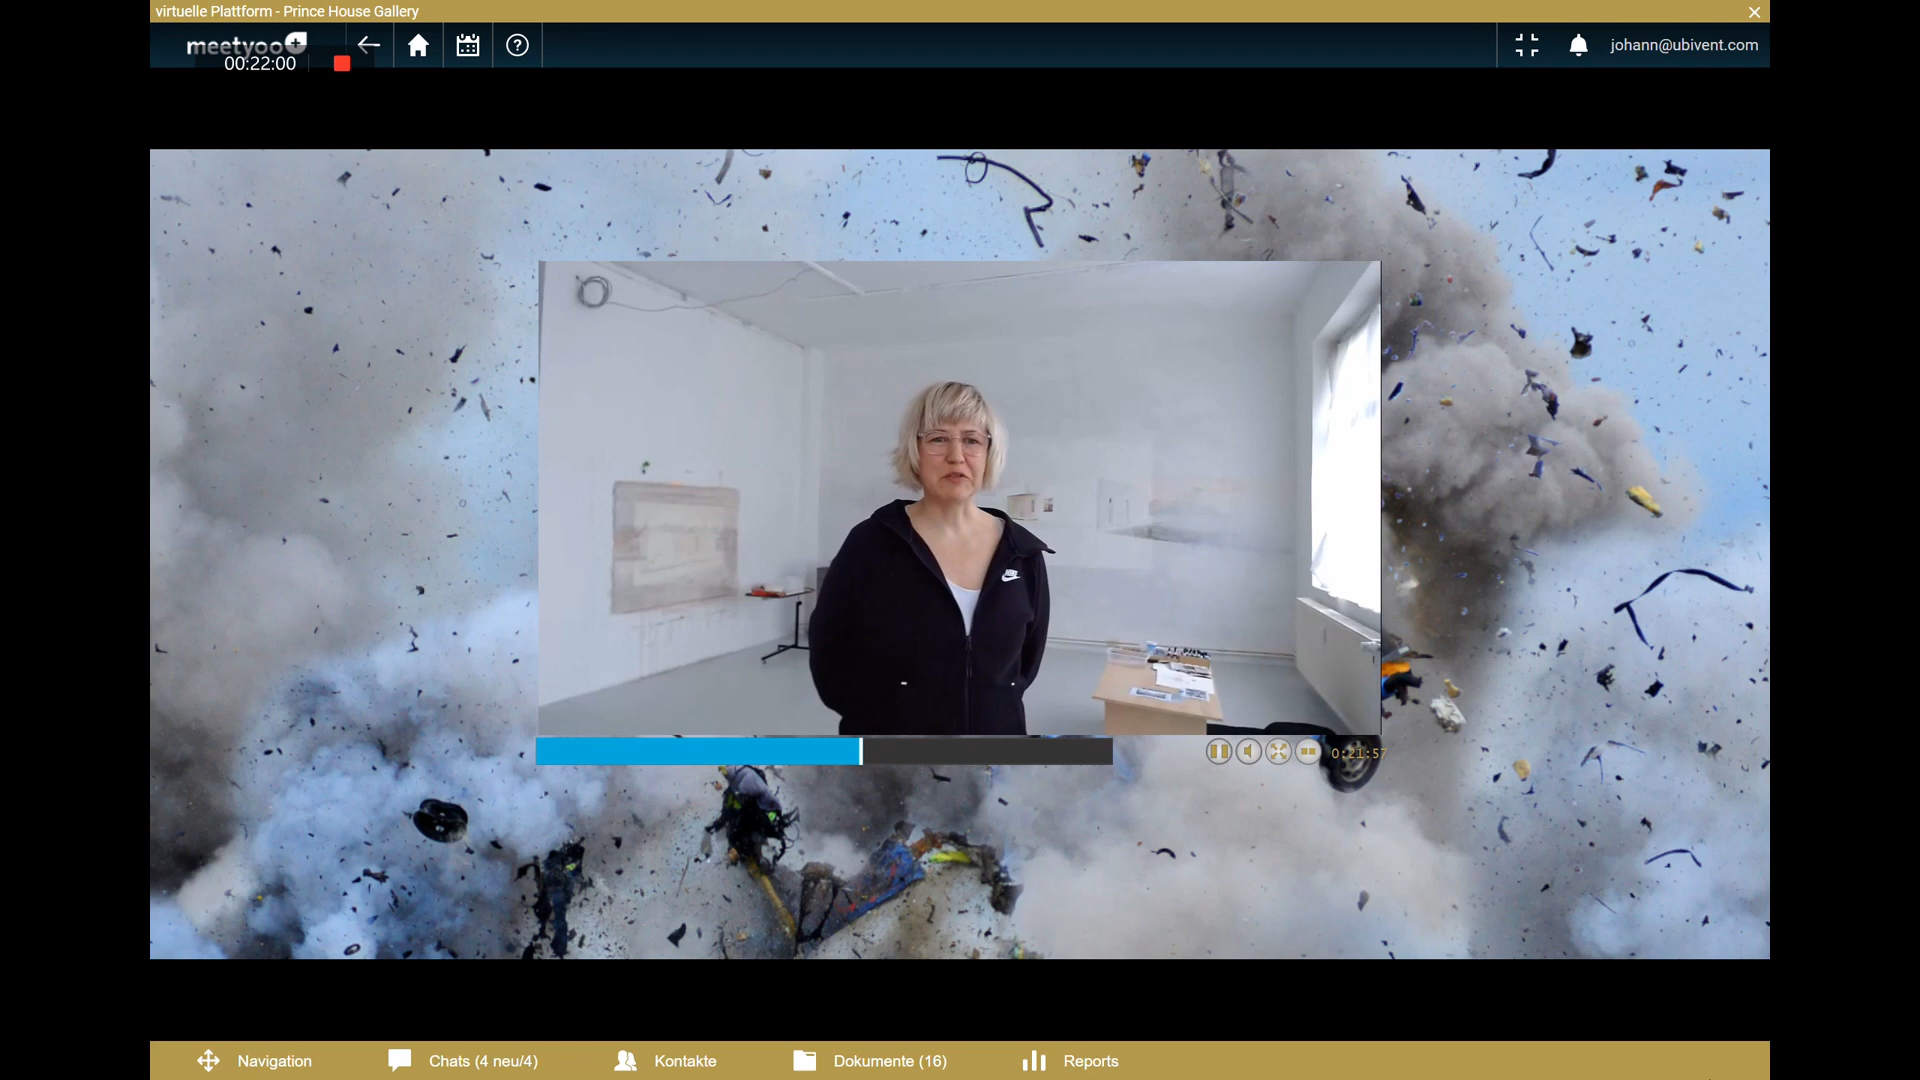 virtuelle Plattform - Prince House Gallery
meetyoo
johann@ubivent.com
00:22:00
NIKE
0:21:57
Navigation
Chats (4 neu/4)
Kontakte
Dokumente (16)
Reports